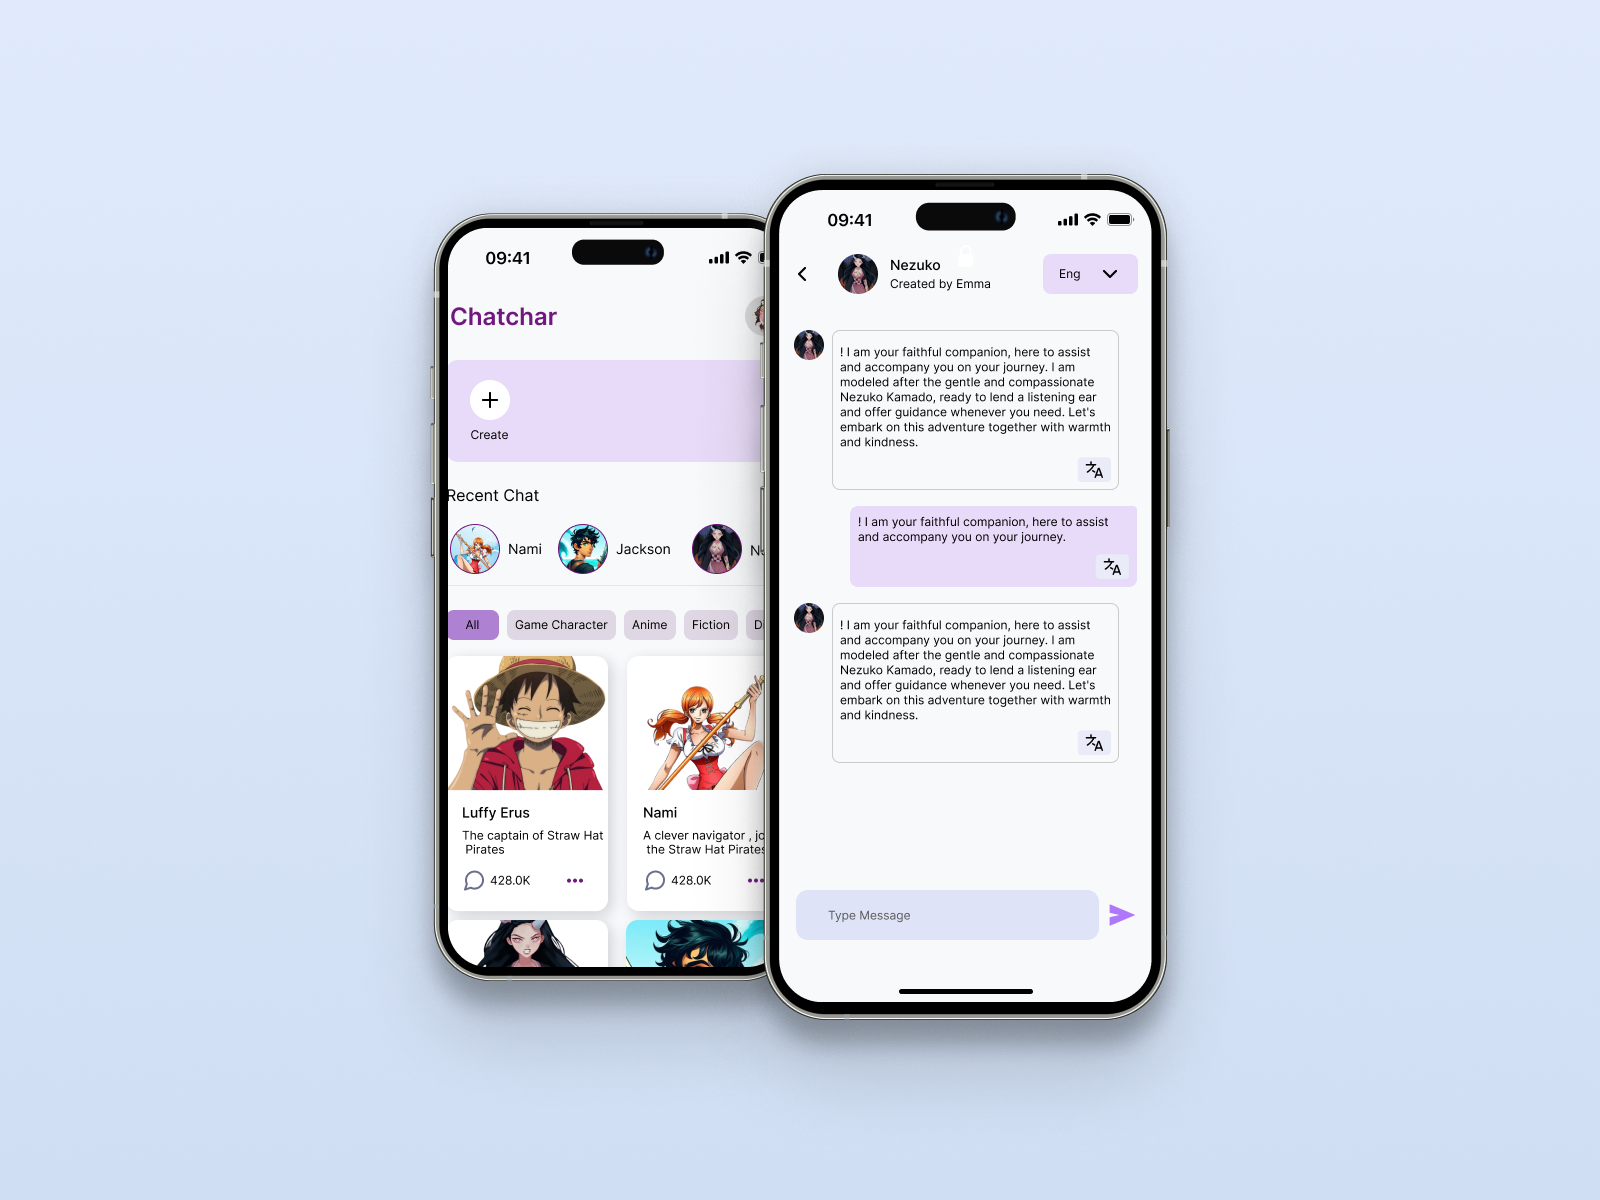 09:41
Chatchar
Create
Recent Chat
Nami
Jackson
All
Game Character
Anime
Fiction
Luffy Erus
The captain of Straw Hat
Pirates
428.0K
Nami
A clever navigator ,
the Straw Hat Pirates
428.0K
09:41
Nezuko
Created by Emma
Eng
! I am your faithful companion, here to assist
and accompany you on your journey. I am
modeled after the gentle and compassionate
Nezuko Kamado, ready to lend a listening ear
and offer guidance whenever you need. Let's
embark on this adventure together with warmth
and kindness.
文A
! I am your faithful companion, here to assist
and accompany you on your journey.
文A
! I am your faithful companion, here to assist
and accompany you on your journey. I am
modeled after the gentle and compassionate
Nezuko Kamado, ready to lend a listening ear
and offer guidance whenever you need. Let's
embark on this adventure together with warmth
and kindness.
文A
Type Message